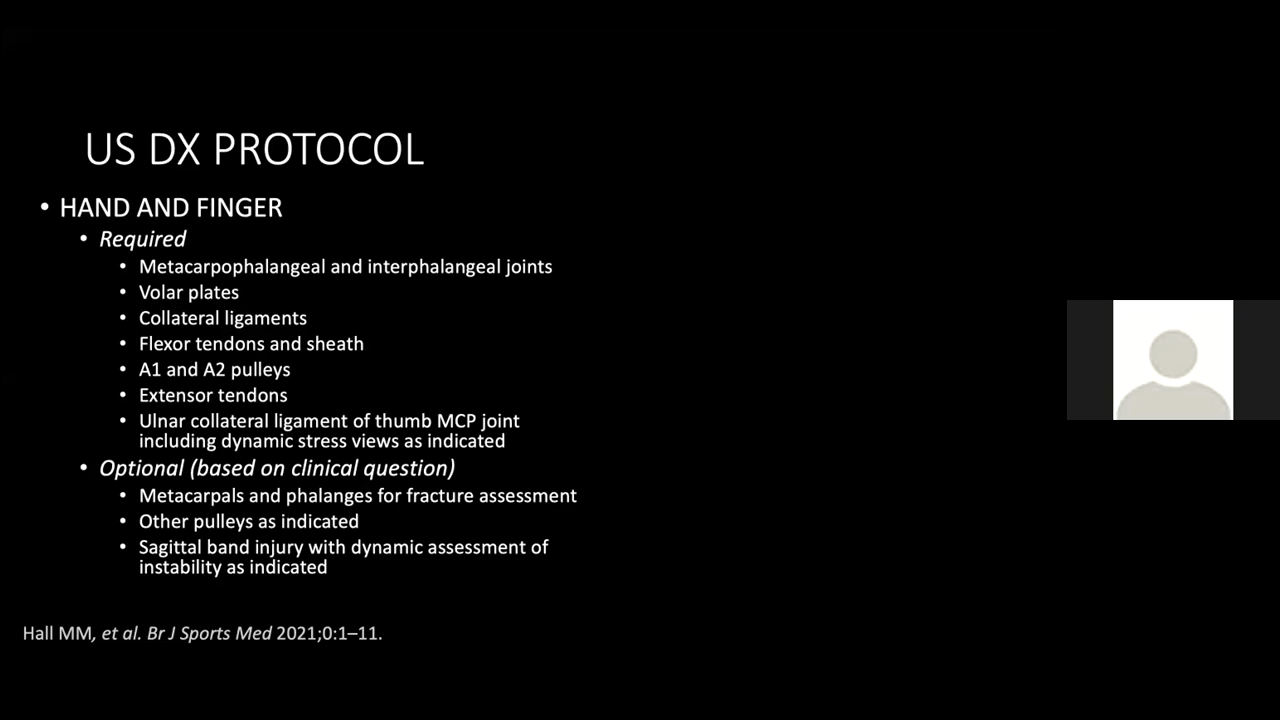 US DX PROTOCOL
• HAND AND FINGER
• Required
• Metacarpophalangeal and interphalangeal joints
• Volar plates
• Collateral ligaments
• Flexor tendons and sheath
• A1 and A2 pulleys
• Extensor tendons
• Ulnar collateral ligament of thumb MCP joint
including dynamic stress views as indicated
• Optional (based on clinical question)
• Metacarpals and phalanges for fracture assessment
• Other pulleys as indicated
• Sagittal band injury with dynamic assessment of
instability as indicated
Hall MM, et al. Br J Sports Med 2021;0:1–11.